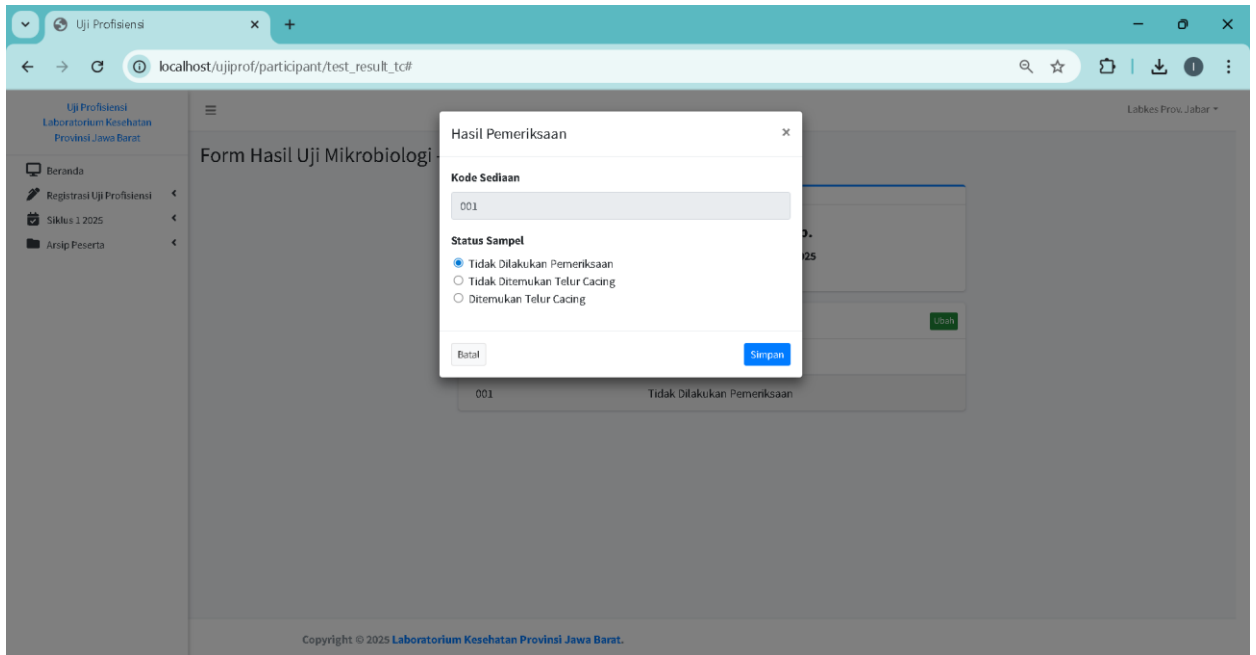 Uji Profisiensi
localhost/ujiprof/participant/test_result_tc#
Uji Profisiensi
Laboratorium Kesehatan
Provinsi Jawa Barat
Labkes Prov. Jabar
Beranda
Registrasi Uji Profisiensi
Siklus 1 2025
Arsip Peserta
Form Hasil Uji Mikrobiologi -
Hasil Pemeriksaan
×
Kode Sediaan
001
Status Sampel
Tidak Dilakukan Pemeriksaan
Tidak Ditemukan Telur Cacing
Ditemukan Telur Cacing
Batal
Simpan
Ubah
001 Tidak Dilakukan Pemeriksaan
Copyright © 2025 Laboratorium Kesehatan Provinsi Jawa Barat.